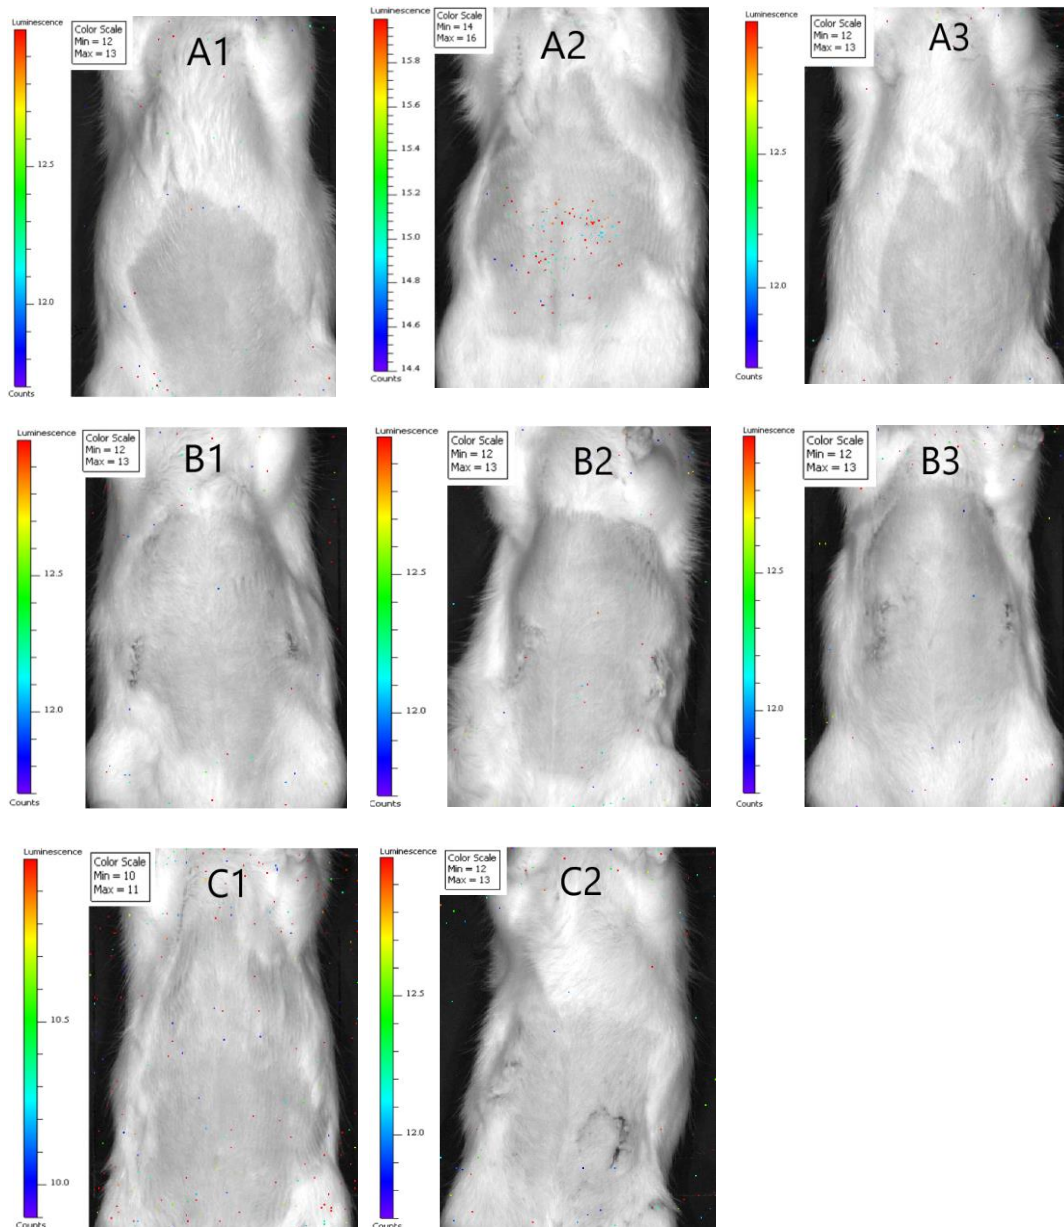 Luminescence
Color Scale
Min = 12
Max = 13
A1
12.5
12.0
Counts
Luminescence
Color Scale
Min = 14
Max = 16
A2
15.8
15.6
15.4
15.2
15.0
14.8
14.6
14.4
Counts
Luminescence
Color Scale
Min = 12
Max = 13
A3
12.5
12.0
Counts
Luminescence
Color Scale
Min = 12
Max = 13
B1
12.5
12.0
Counts
Luminescence
Color Scale
Min = 12
Max = 13
B2
12.5
12.0
Counts
Luminescence
Color Scale
Min = 12
Max = 13
B3
12.5
12.0
Counts
Luminescence
Color Scale
Min = 10
Max = 11
C1
10.5
10.0
Counts
Luminescence
Color Scale
Min = 12
Max = 13
C2
12.5
12.0
Counts